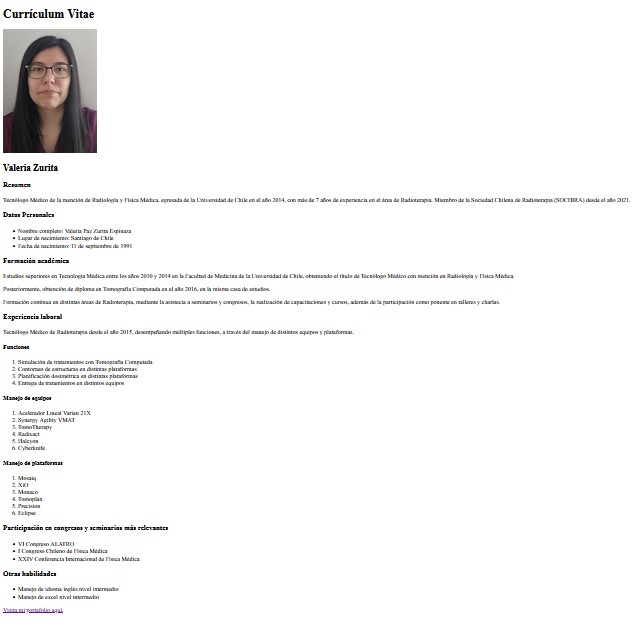 Currículum Vitae
Valeria Zurita
Resumen
Tecnólogo Médico de la mención de Radiología y Física Médica, egresada de la Universidad de Chile en el año 2014, con más de 7 años de experiencia en el área de Radioterapia. Miembro de la Sociedad Chilena de Radioterapia (SOCHIRA) desde el año 2021.
Datos Personales
• Nombre completo: Valeria Paz Zurita Espinaza
• Lugar de nacimiento: Santiago de Chile
• Fecha de nacimiento: 11 de septiembre de 1991
Formación académica
Estudios superiores en Tecnología Médica entre los años 2010 y 2014 en la Facultad de Medicina de la Universidad de Chile, obteniendo el título de Tecnólogo Médico con mención en Radiología y Física Médica.
Posteriormente, obtención de diploma en Tomografía Computada en el año 2016, en la misma casa de estudios.
Formación continua en distintas áreas de Radioterapia, mediante la asistecia a seminarios y congresos, la realización de capacitaciones y cursos, además de la participación como ponente en talleres y charlas.
Experiencia laboral
Tecnólogo Médico de Radioterapia desde el año 2015, desempeñando múltiples funciones, a través del manejo de distintos equipos y plataformas.
Funciones
1. Simulación de tratamientos con Tomografía Computada
2. Contorneo de estructuras en distintas plataformas
3. Planificación dosimétrica en distintas plataformas
4. Entrega de tratamientos en distintos equipos
Manejo de equipos
1. Acelerador Lineal Varian 21X
2. Synergy Agility VMAT
3. TomoTherapy
4. Radixact
5. Halcyon
6. Cyberknife
Manejo de plataformas
1. Mosaiq
2. XiO
3. Monaco
4. Tomoplan
5. Precision
6. Eclipse
Participación en congresos y seminarios más relevantes
• VI Congreso ALATRO
• I Congreso Chileno de Física Médica
• XXIV Conferencia Internacional de Física Médica
Otras habilidades
• Manejo de idioma inglés nivel intermedio
• Manejo de excel nivel intermedio
Visita mi portafolio aquí.